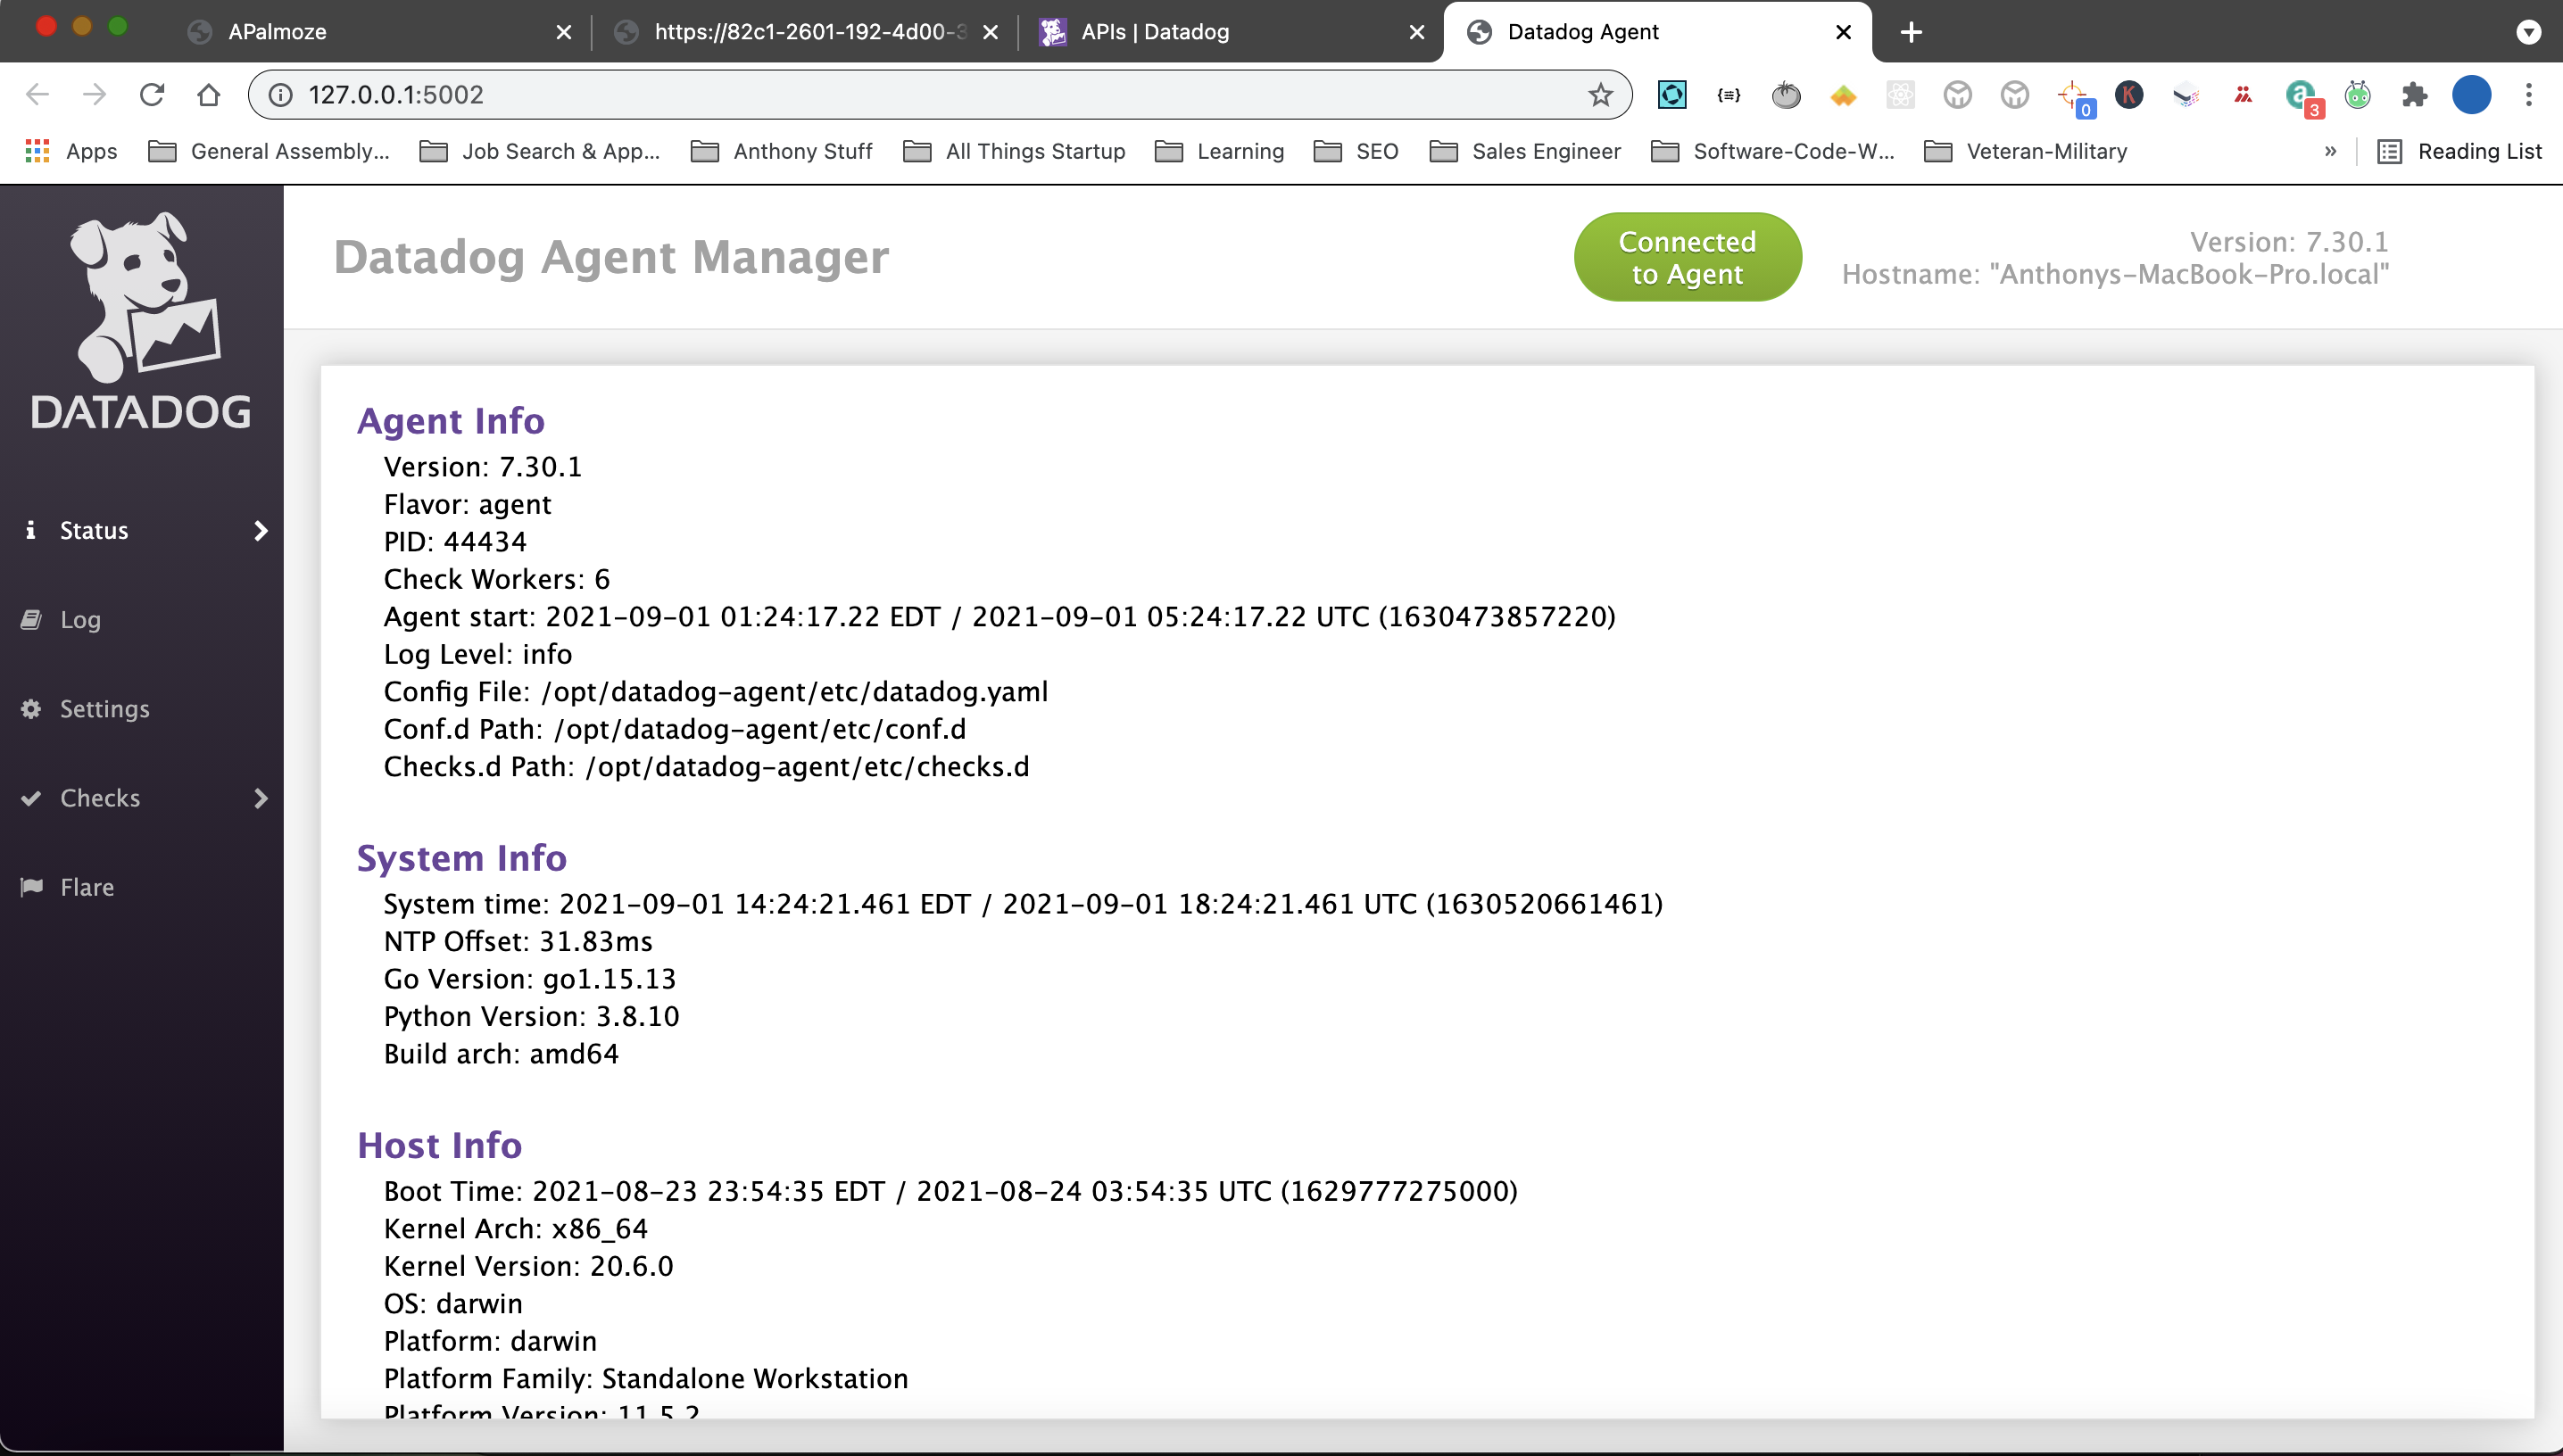 APalmoze
https://82c1-2601-192-4d00-3
APIs | Datadog
Datadog Agent
127.0.0.1:5002
{≡}
0
K
a
3
Apps
General Assembly...
Job Search & App...
Anthony Stuff
All Things Startup
Learning
SEO
Sales Engineer
Software-Code-W...
Veteran-Military
»
Reading List
DATADOG
Status
Log
Settings
Checks
Flare
Datadog Agent Manager
Connected
to Agent
Version: 7.30.1
Hostname: "Anthonys-MacBook-Pro.local"
Agent Info
Version: 7.30.1
Flavor: agent
PID: 44434
Check Workers: 6
Agent start: 2021-09-01 01:24:17.22 EDT / 2021-09-01 05:24:17.22 UTC (1630473857220)
Log Level: info
Config File: /opt/datadog-agent/etc/datadog.yaml
Conf.d Path: /opt/datadog-agent/etc/conf.d
Checks.d Path: /opt/datadog-agent/etc/checks.d
System Info
System time: 2021-09-01 14:24:21.461 EDT / 2021-09-01 18:24:21.461 UTC (1630520661461)
NTP Offset: 31.83ms
Go Version: go1.15.13
Python Version: 3.8.10
Build arch: amd64
Host Info
Boot Time: 2021-08-23 23:54:35 EDT / 2021-08-24 03:54:35 UTC (1629777275000)
Kernel Arch: x86_64
Kernel Version: 20.6.0
OS: darwin
Platform: darwin
Platform Family: Standalone Workstation
Platform Version: 11.5.2